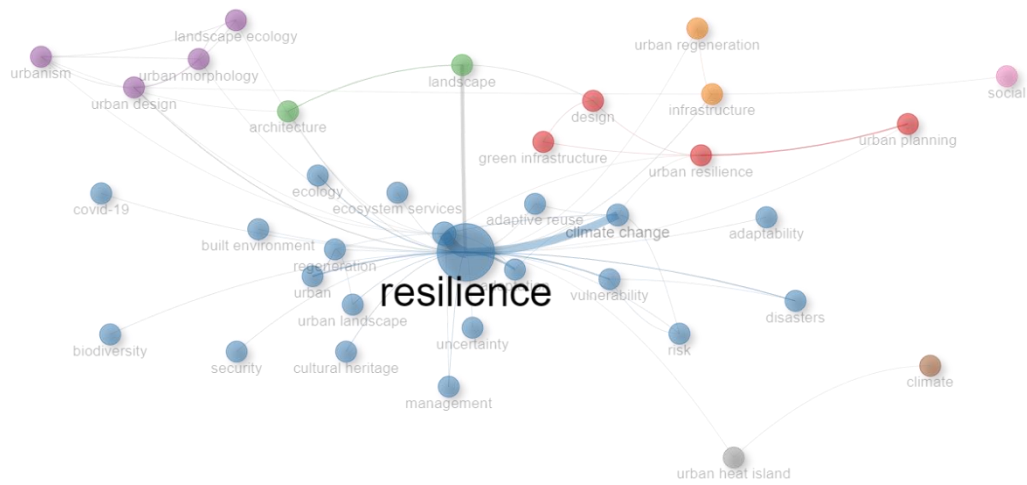 landscape ecology
urban regeneration
urbanism
urban morphology
landscape
social
urban design
design
infrastructure
architecture
urban planning
green infrastructure
urban resilience
ecology
covid-19
ecosystem services
adaptive reuse
climate change
adaptability
built environment
regeneration
urban
resilience
vulnerability
disasters
urban landscape
uncertainty
biodiversity
risk
security
cultural heritage
climate
management
urban heat island